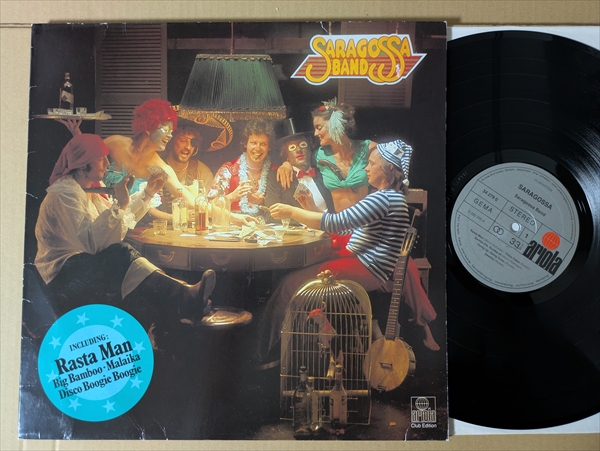 SARAGOSSA
BAND
INCLUDING:
Rasta Man
Big Bamboo · Malaika
Disco Boogie Boogie
ariola
Club Edition
SARAGOSSA
Saragossa Band
GEMA
STEREO
1
33
ariola